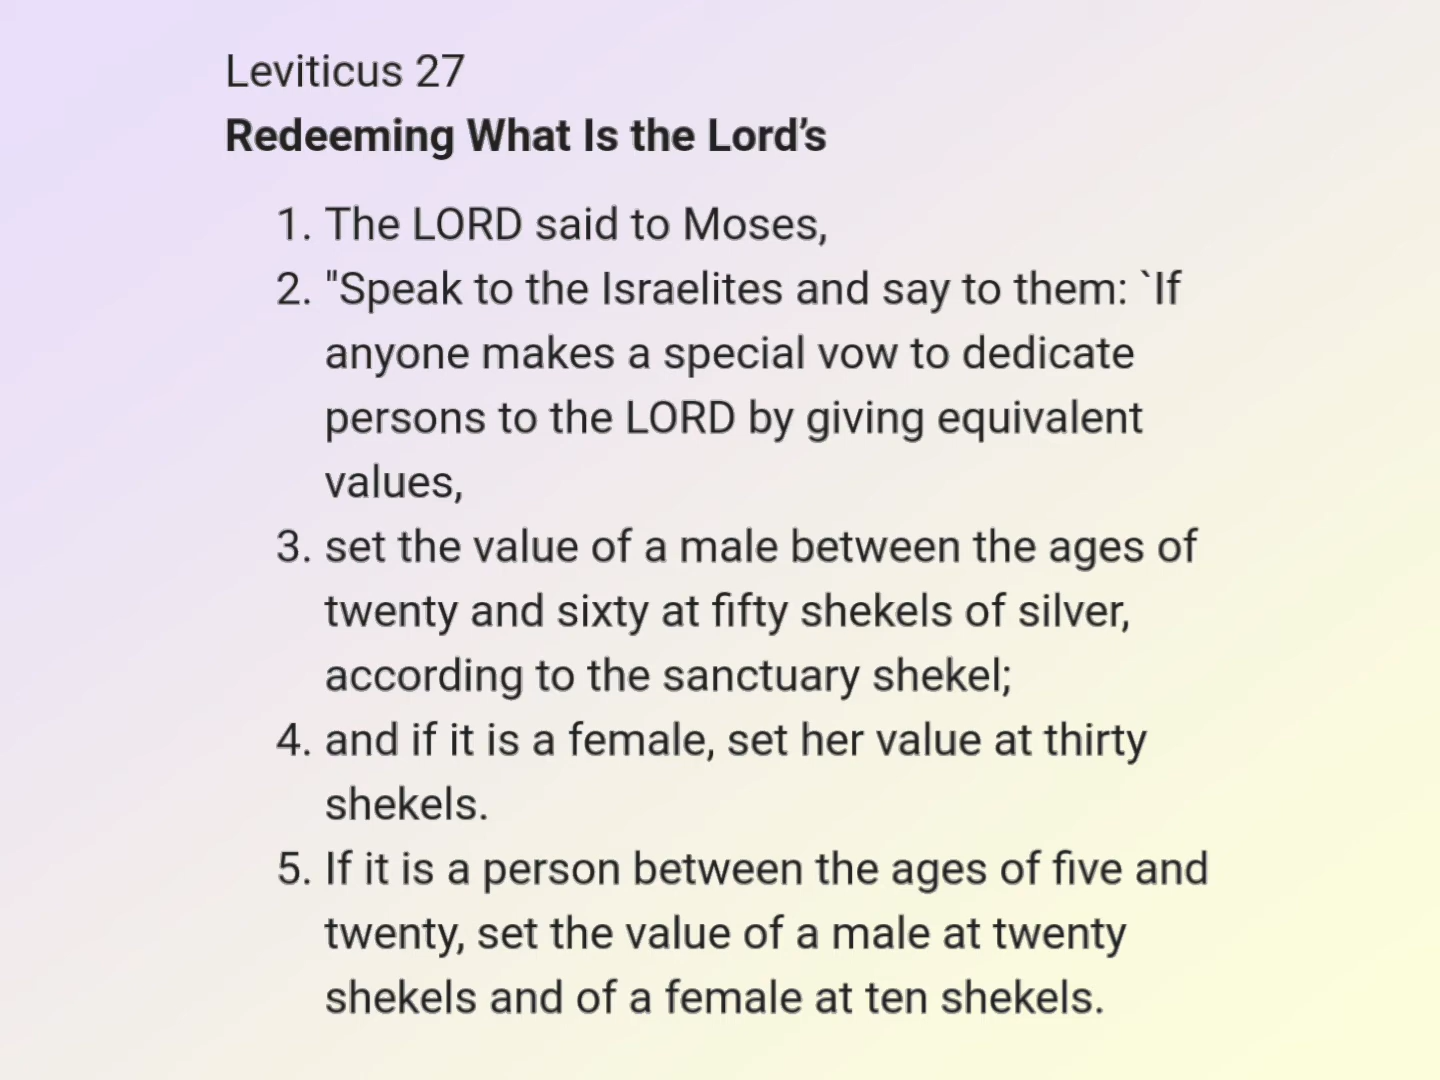 Leviticus 27
Redeeming What Is the Lord’s
1. The LORD said to Moses,
2. "Speak to the Israelites and say to them: `If
anyone makes a special vow to dedicate
persons to the LORD by giving equivalent
values,
3. set the value of a male between the ages of
twenty and sixty at fifty shekels of silver,
according to the sanctuary shekel;
4. and if it is a female, set her value at thirty
shekels.
5. If it is a person between the ages of five and
twenty, set the value of a male at twenty
shekels and of a female at ten shekels.